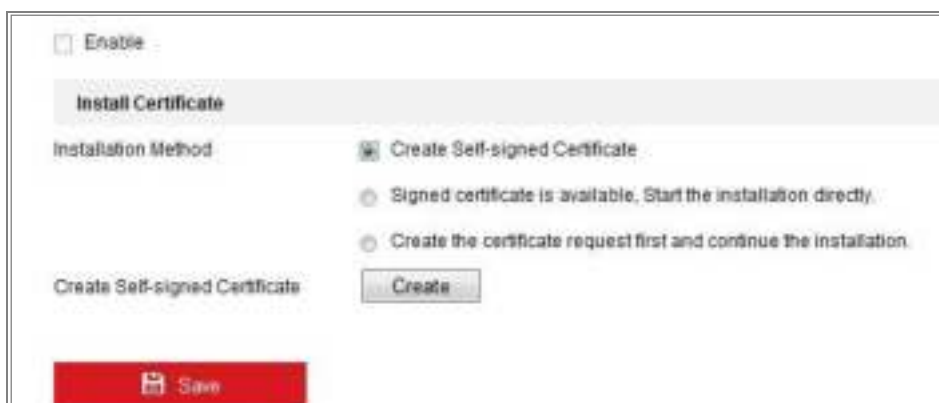 Enable
Install Certificate
Installation Method
Create Self-signed Certificate
Signed certificate is available, Start the installation directly.
Create the certificate request first and continue the installation.
Create Self-signed Certificate
Create
Save